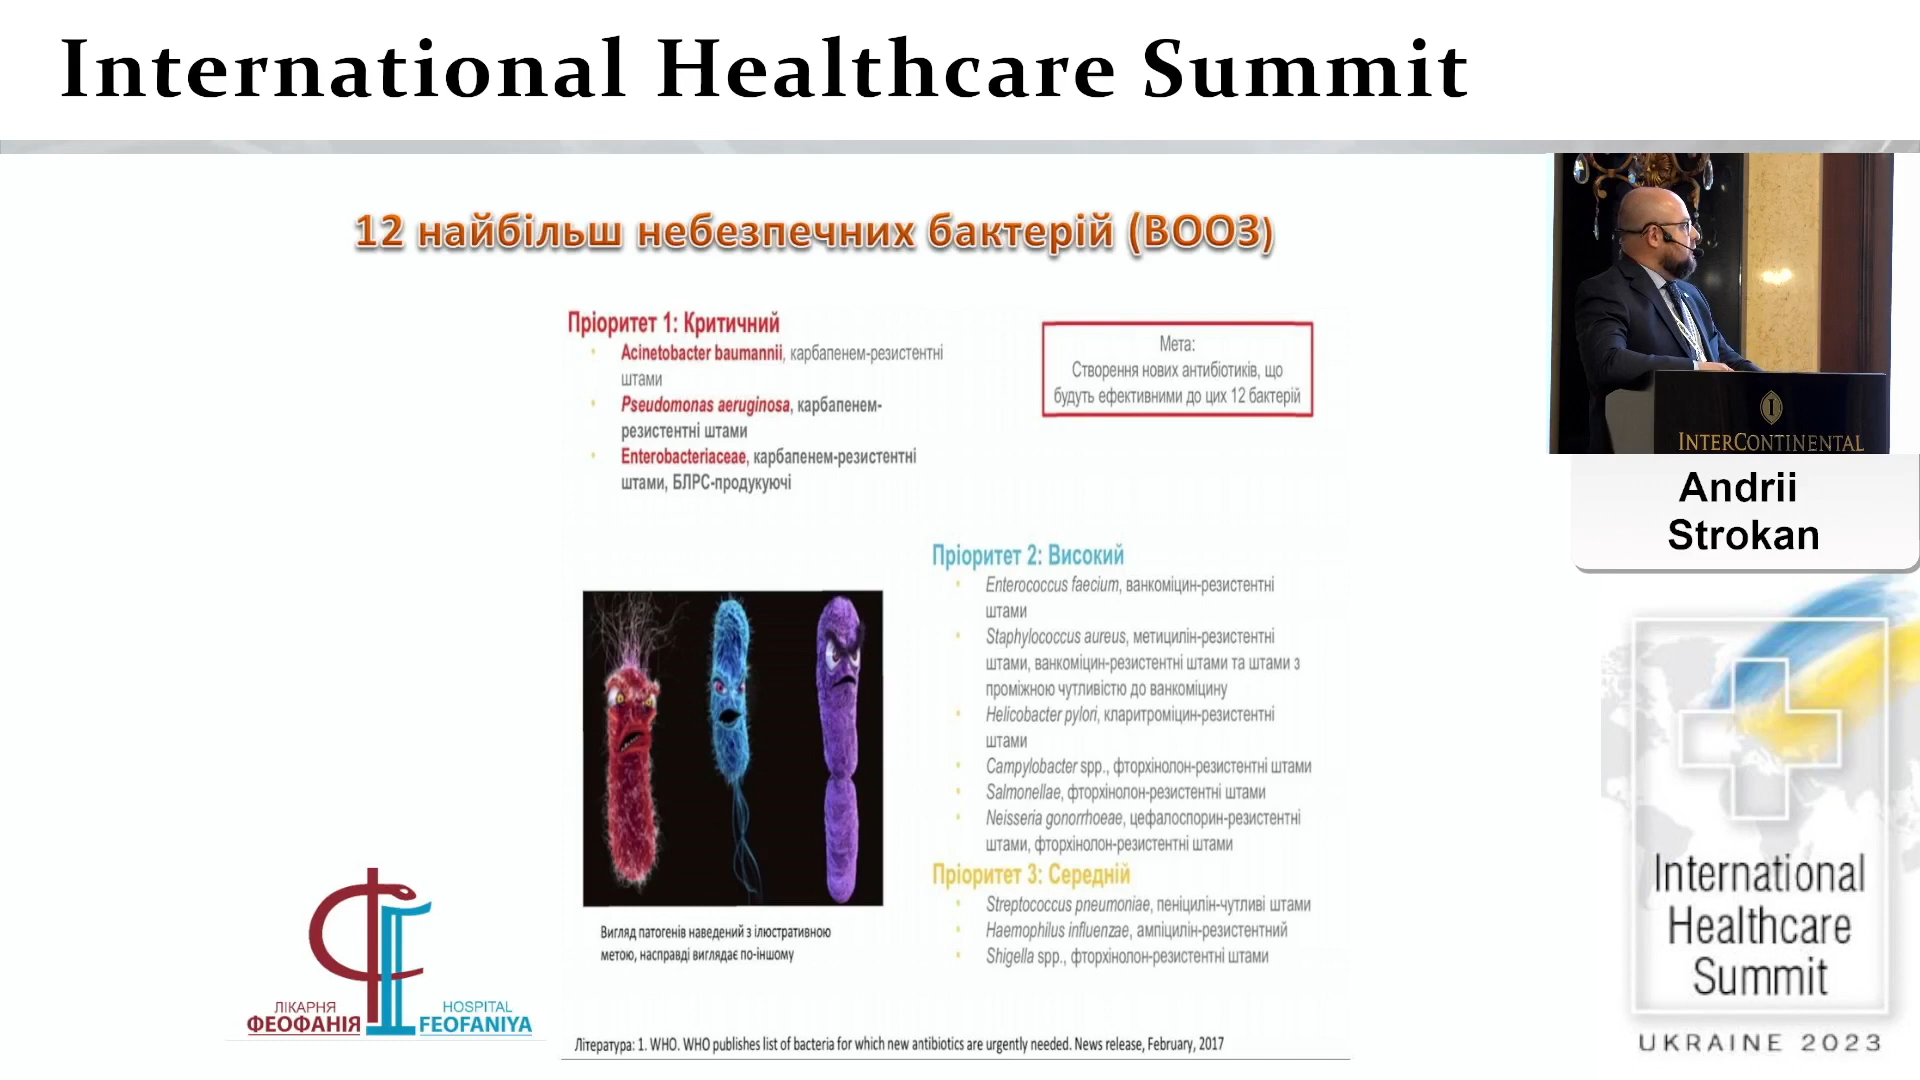 International Healthcare Summit
12 найбільш небезпечних бактерій (ВООЗ)
Пріоритет 1: Критичний
Acinetobacter baumannii, карбапенем-резистентні
штами
Pseudomonas aeruginosa, карбапенем-
резистентні штами
Enterobacteriaceae, карбапенем-резистентні
штами, БЛРС-продукуючі
Мета:
Створення нових антибіотиків, що
будуть ефективними до цих 12 бактерій
Пріоритет 2: Високий
Enterococcus faecium, ванкоміцин-резистентні
штами
Staphylococcus aureus, метицилін-резистентні
штами, ванкоміцин-резистентні штами та штами з
проміжною чутливістю до ванкоміцину
Helicobacter pylori, кларитроміцин-резистентні
штами
Campylobacter spp., фторхінолон-резистентні штами
Salmonellae, фторхінолон-резистентні штами
Neisseria gonorrhoeae, цефалоспорин-резистентні
штами, фторхінолон-резистентні штами
Пріоритет 3: Середній
Streptococcus pneumoniae, пеніцилін-чутливі штами
Haemophilus influenzae, ампіцилін-резистентний
Shigella spp., фторхінолон-резистентні штами
Вигляд патогенів наведений з ілюстративною
метою, насправді виглядає по-іншому
ЛІКАРНЯ
ФЕОФАНІЯ
HOSPITAL
FEOFANIYA
Література: 1. WHO. WHO publishes list of bacteria for which new antibiotics are urgently needed. News release, February, 2017
INTERCONTINENTAL
Andrii
Strokan
International
Healthcare
Summit
UKRAINE 2023